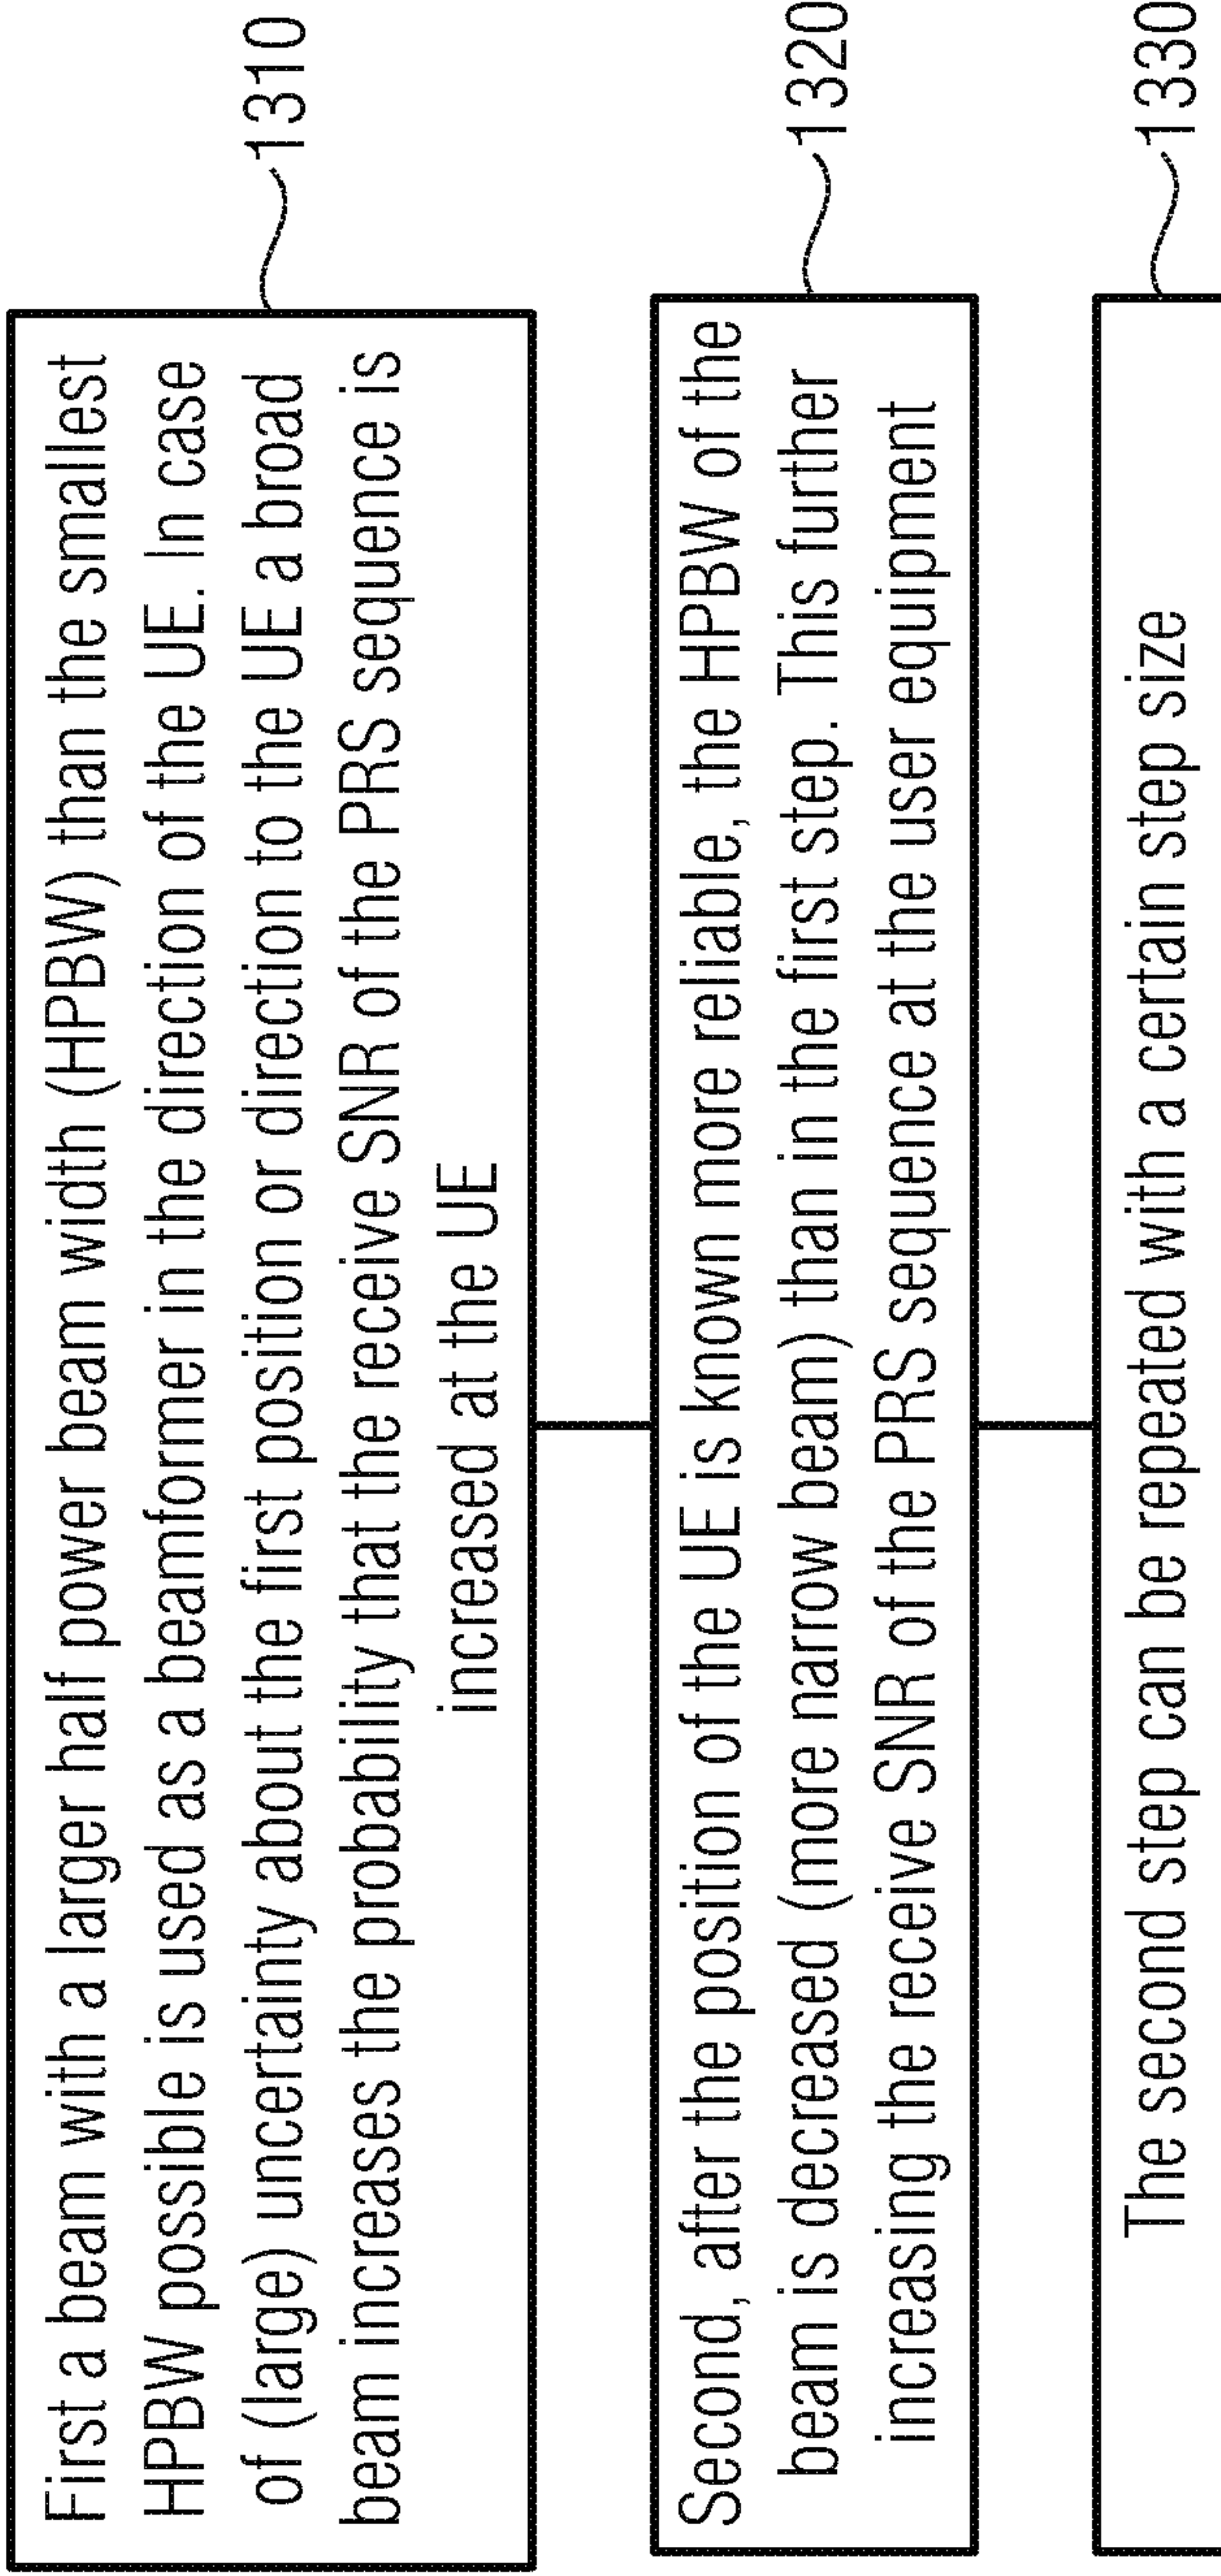 First a beam with a larger half power beam width (HPBW) than the smallest
HPBW possible is used as a beamformer in the direction of the UE. In case
of (large) uncertainty about the first position or direction to the UE a broad
beam increases the probability that the receive SNR of the PRS sequence is
increased at the UE
1310
Second, after the position of the UE is known more reliable, the HPBW of the
beam is decreased (more narrow beam) than in the first step. This further
increasing the receive SNR of the PRS sequence at the user equipment
1320
The second step can be repeated with a certain step size
1330